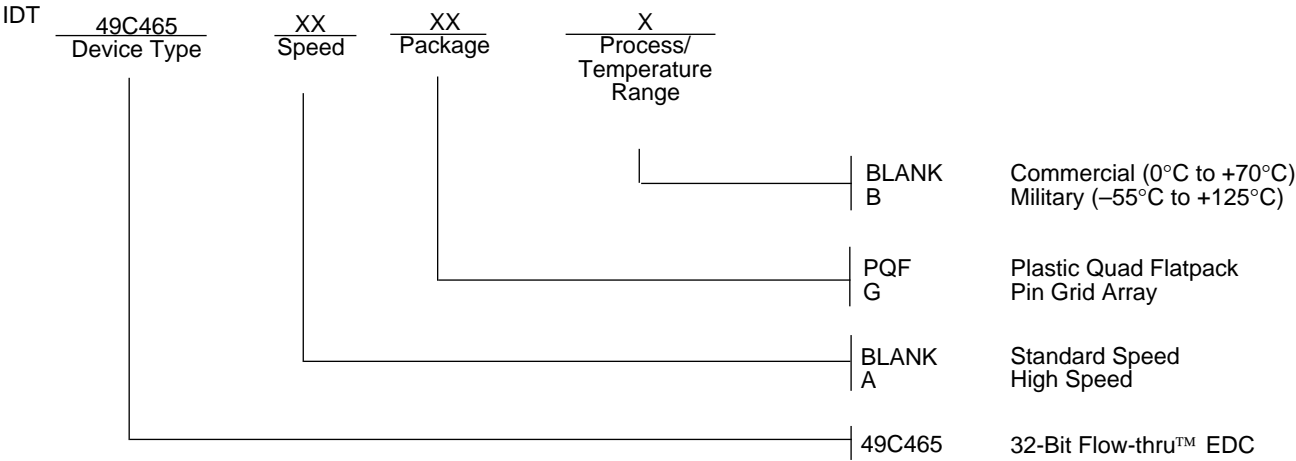 IDT
49C465 XX XX X
Device Type Speed Package Process/
Temperature
Range
BLANK Commercial (0°C to +70°C)
B Military (–55°C to +125°C)
PQF Plastic Quad Flatpack
G Pin Grid Array
BLANK Standard Speed
A High Speed
49C465 32-Bit Flow-thru™ EDC